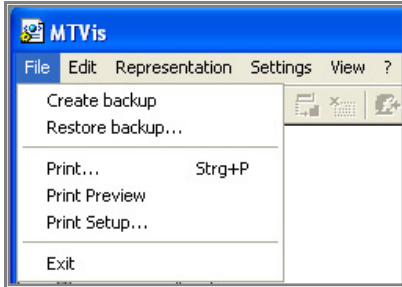 MTVis
File Edit Representation Settings View ?
Create backup
Restore backup...
Print... Strg+P
Print Preview
Print Setup...
Exit